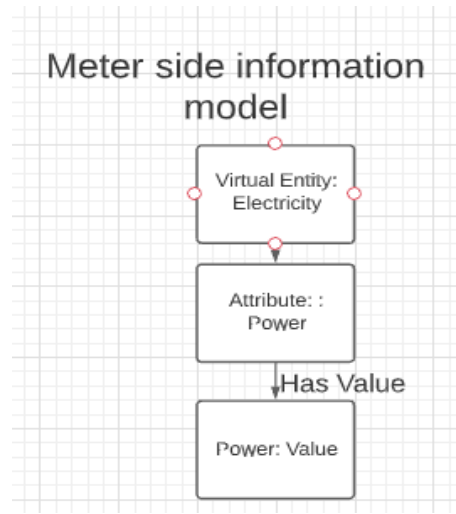 Meter side information
model
Virtual Entity:
Electricity
Attribute: :
Power
Has Value
Power: Value